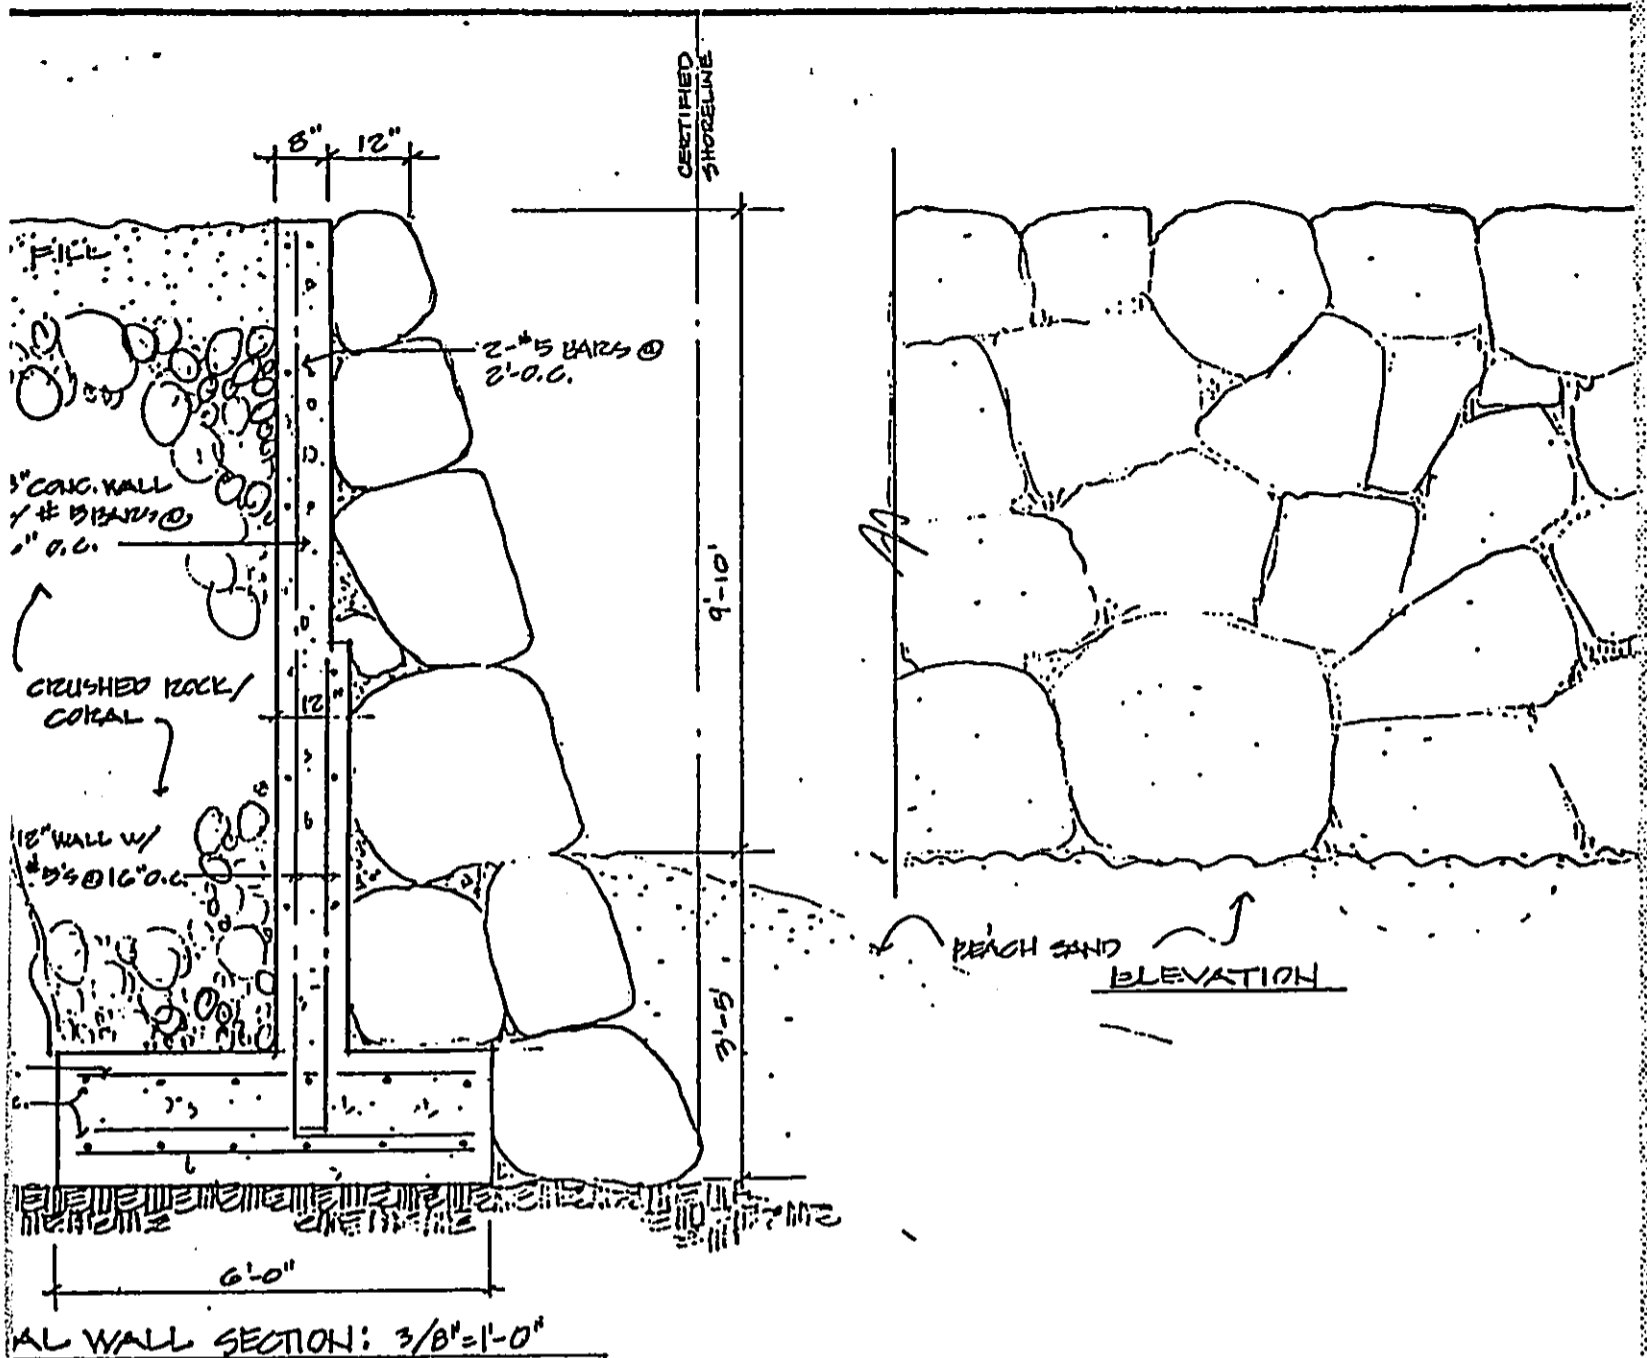 CERTIFIED
SHORELINE
8" 12"
FILL
2-#5 BARS @
2'-O.C.
" CONC. WALL
/ # 5 BARS @
" O.C.
9'-10'
CRUSHED ROCK/
CORAL
12
12" WALL W/
#5'S @ 16" O.C.
BEACH SAND
ELEVATION
3'-5'
6'-0"
AL WALL SECTION: 3/8"=1'-0"